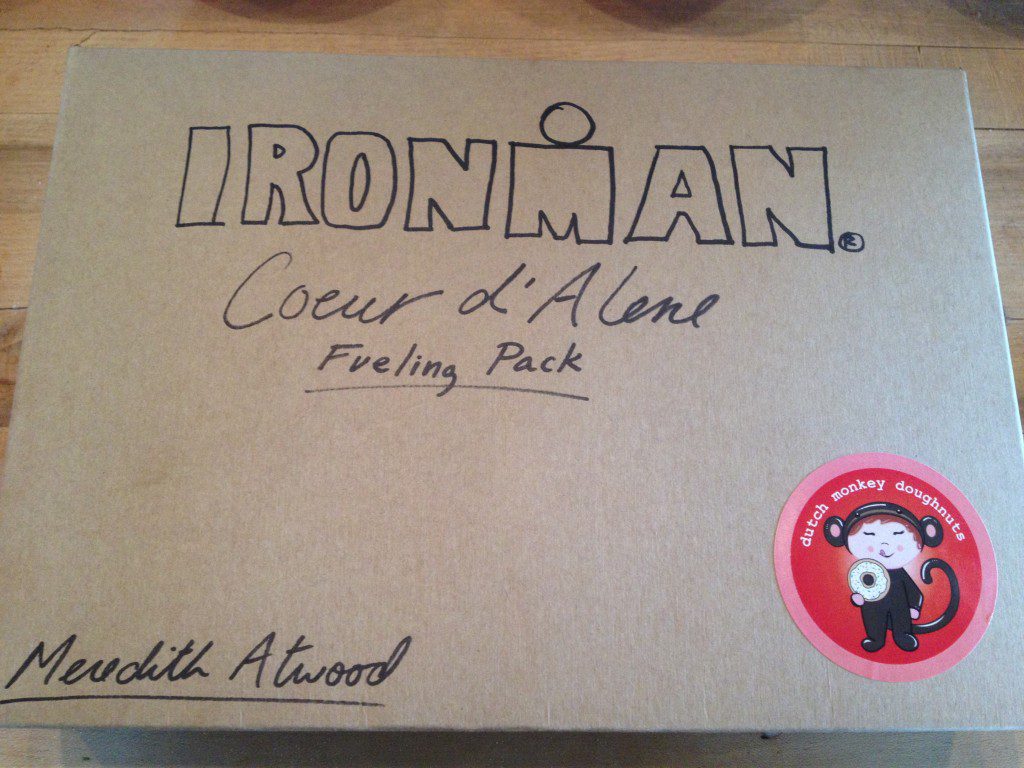 IRONMAN®
Coeur d'Alene
Fueling Pack
dutch monkey doughnuts
Meredith Atwood